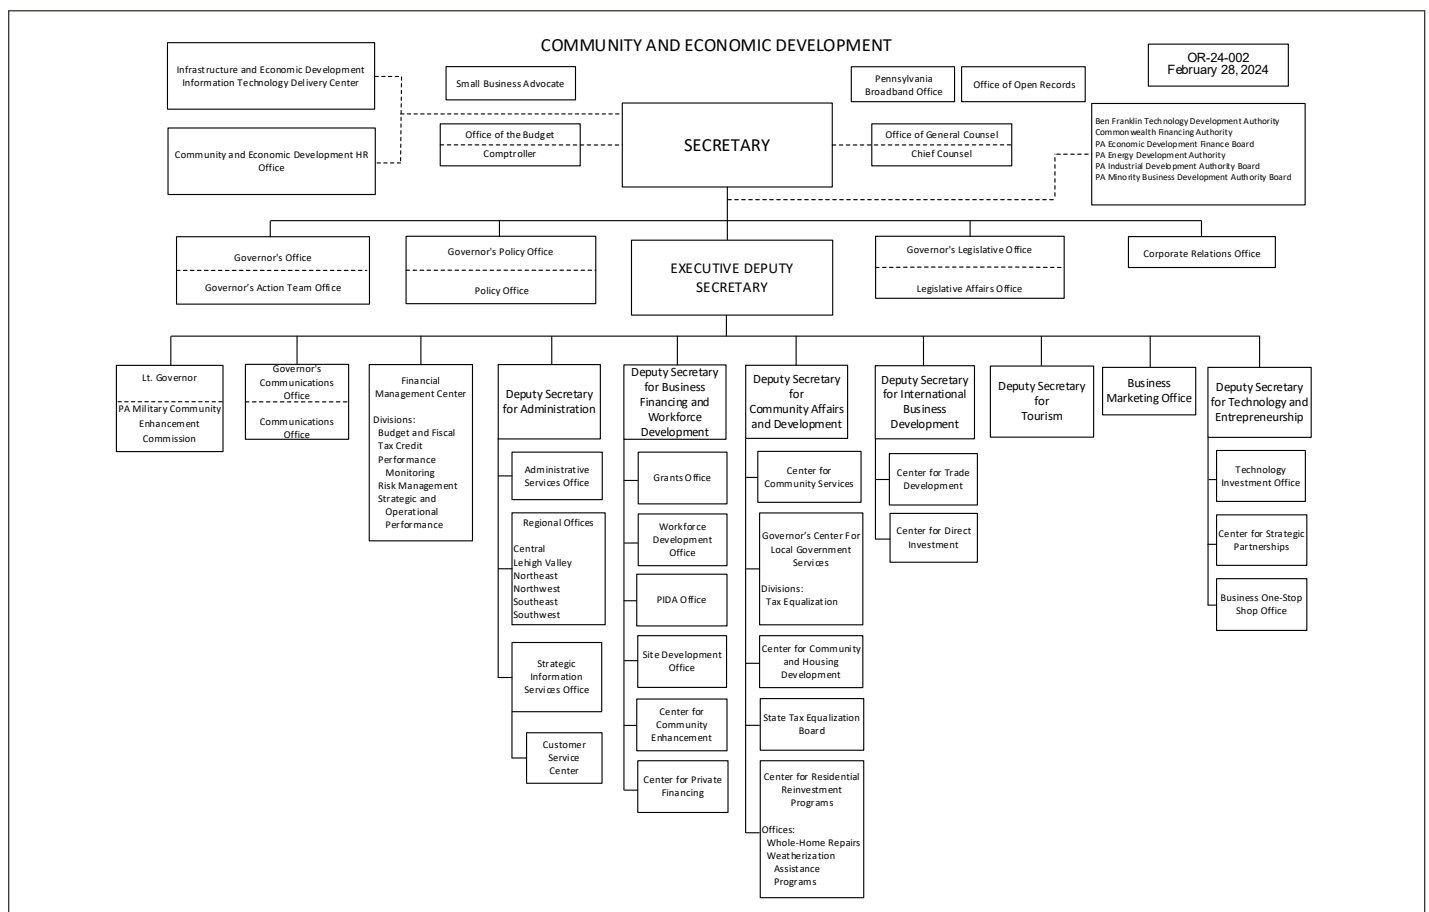 COMMUNITY AND ECONOMIC DEVELOPMENT
OR-24-002
February 28, 2024
Infrastructure and Economic Development
Information Technology Delivery Center
Small Business Advocate
Pennsylvania
Broadband Office
Office of Open Records
Community and Economic Development HR
Office
Office of the Budget
Comptroller
SECRETARY
Office of General Counsel
Chief Counsel
Ben Franklin Technology Development Authority
Commonwealth Financing Authority
PA Economic Development Finance Board
PA Energy Development Authority
PA Industrial Development Authority Board
PA Minority Business Development Authority Board
Governor's Office
Governor's Action Team Office
Governor's Policy Office
Policy Office
EXECUTIVE DEPUTY
SECRETARY
Governor's Legislative Office
Legislative Affairs Office
Corporate Relations Office
Lt. Governor
PA Military Community
Enhancement
Commission
Governor's
Communications
Office
Communications
Office
Financial
Management Center
Divisions:
Budget and Fiscal
Tax Credit
Performance
Monitoring
Risk Management
Strategic and
Operational
Performance
Deputy Secretary
for Administration
Administrative
Services Office
Regional Offices
Central
Lehigh Valley
Northeast
Northwest
Southeast
Southwest
Strategic
Information
Services Office
Customer
Service
Center
Deputy Secretary
for Business
Financing and
Workforce
Development
Grants Office
Workforce
Development
Office
PIDA Office
Site Development
Office
Center for
Community
Enhancement
Center for Private
Financing
Deputy Secretary
for
Community Affairs
and Development
Center for
Community Services
Governor's Center For
Local Government
Services
Divisions:
Tax Equalization
Center for Community
and Housing
Development
State Tax Equalization
Board
Center for Residential
Reinvestment
Programs
Offices:
Whole-Home Repairs
Weatherization
Assistance
Programs
Deputy Secretary
for International
Business
Development
Center for Trade
Development
Center for Direct
Investment
Deputy Secretary
for
Tourism
Business
Marketing Office
Deputy Secretary
for Technology and
Entrepreneurship
Technology
Investment Office
Center for Strategic
Partnerships
Business One-Stop
Shop Office